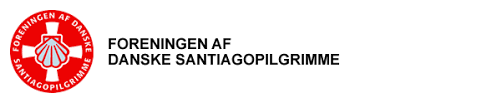 FORENINGEN AF DANSKE
SANTIAGOPILGRIMME
FORENINGEN AF
DANSKE SANTIAGOPILGRIMME